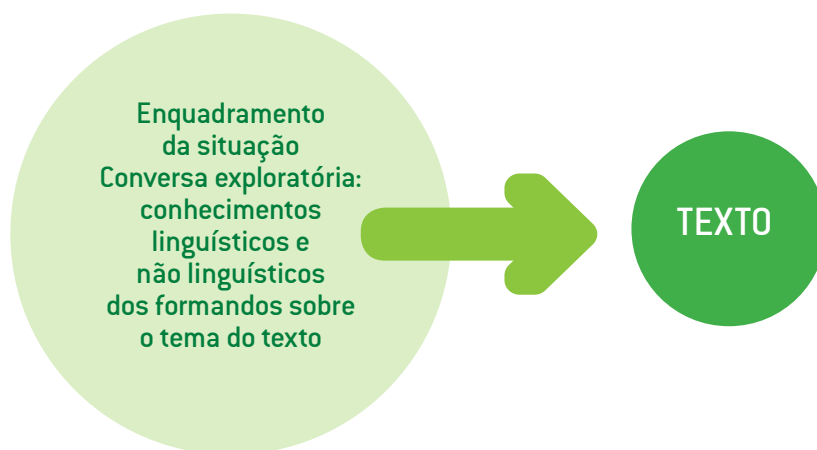 Enquadramento
da situação
Conversa exploratória:
conhecimentos
linguísticos e
não linguísticos
dos formandos sobre
o tema do texto
TEXTO